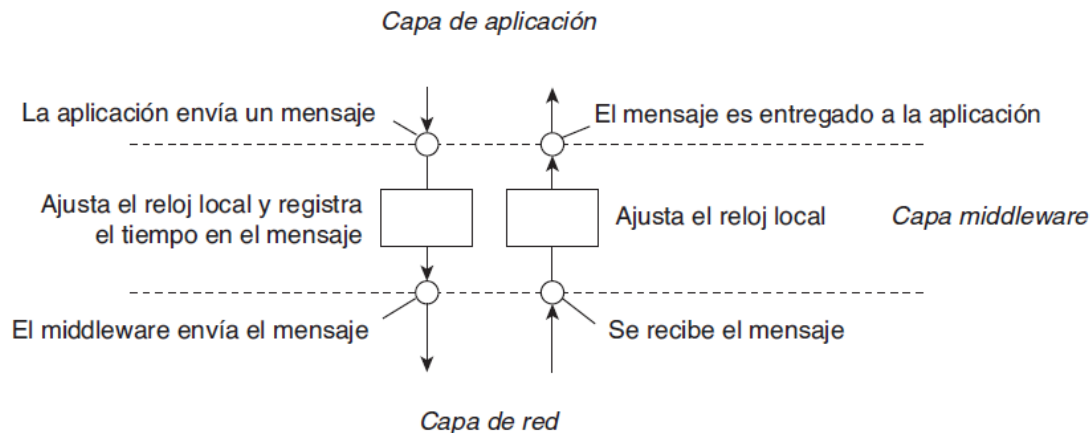 Capa de aplicación
La aplicación envía un mensaje
El mensaje es entregado a la aplicación
Ajusta el reloj local y registra
el tiempo en el mensaje
Ajusta el reloj local
Capa middleware
El middleware envía el mensaje
Se recibe el mensaje
Capa de red